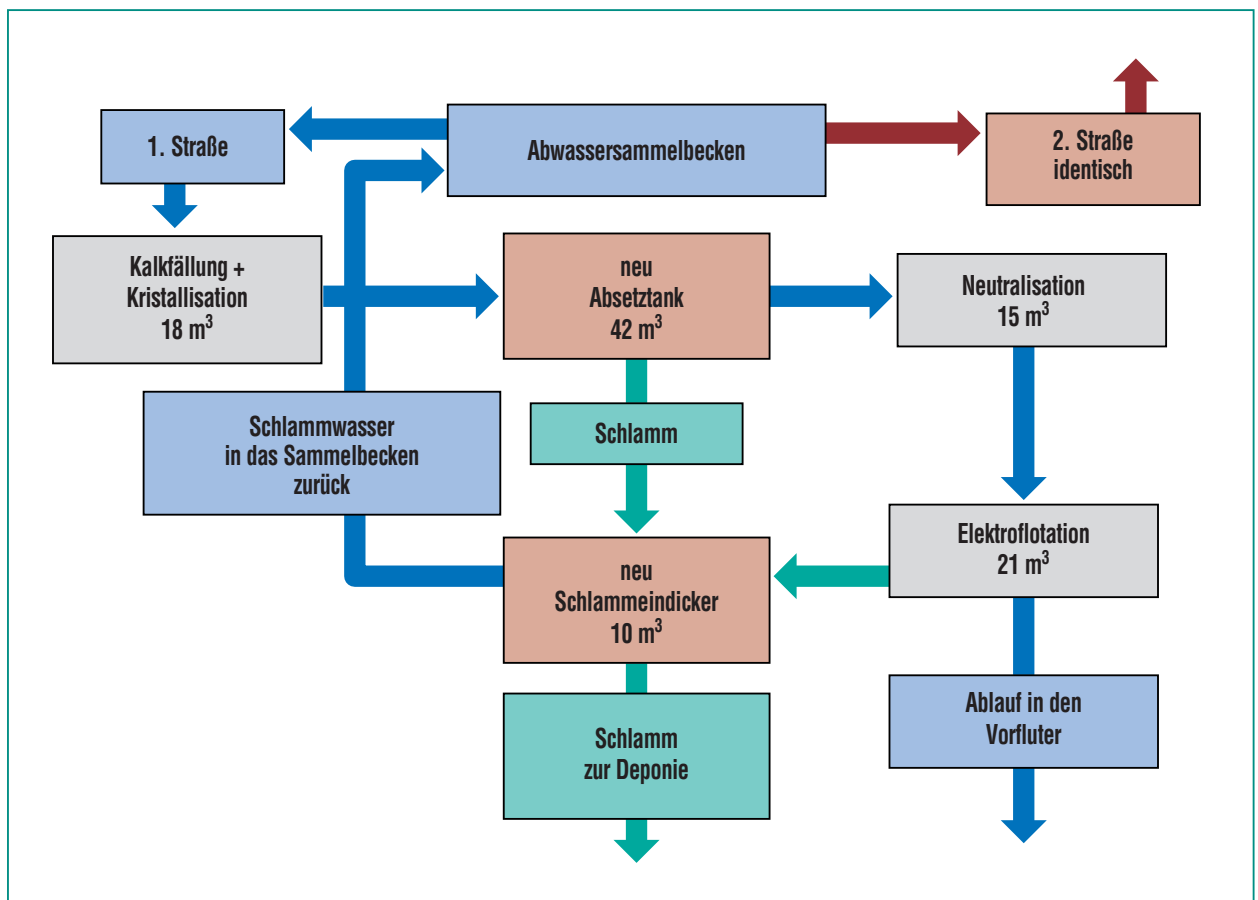 1. Straße
Abwassersammelbecken
2. Straße
identisch
Kalkfällung +
Kristallisation
18 m³
neu
Absetztank
42 m³
Neutralisation
15 m³
Schlammwasser
in das Sammelbecken
zurück
Schlamm
neu
Schlammeindicker
10 m³
Elektroflotation
21 m³
Schlamm
zur Deponie
Ablauf in den
Vorfluter